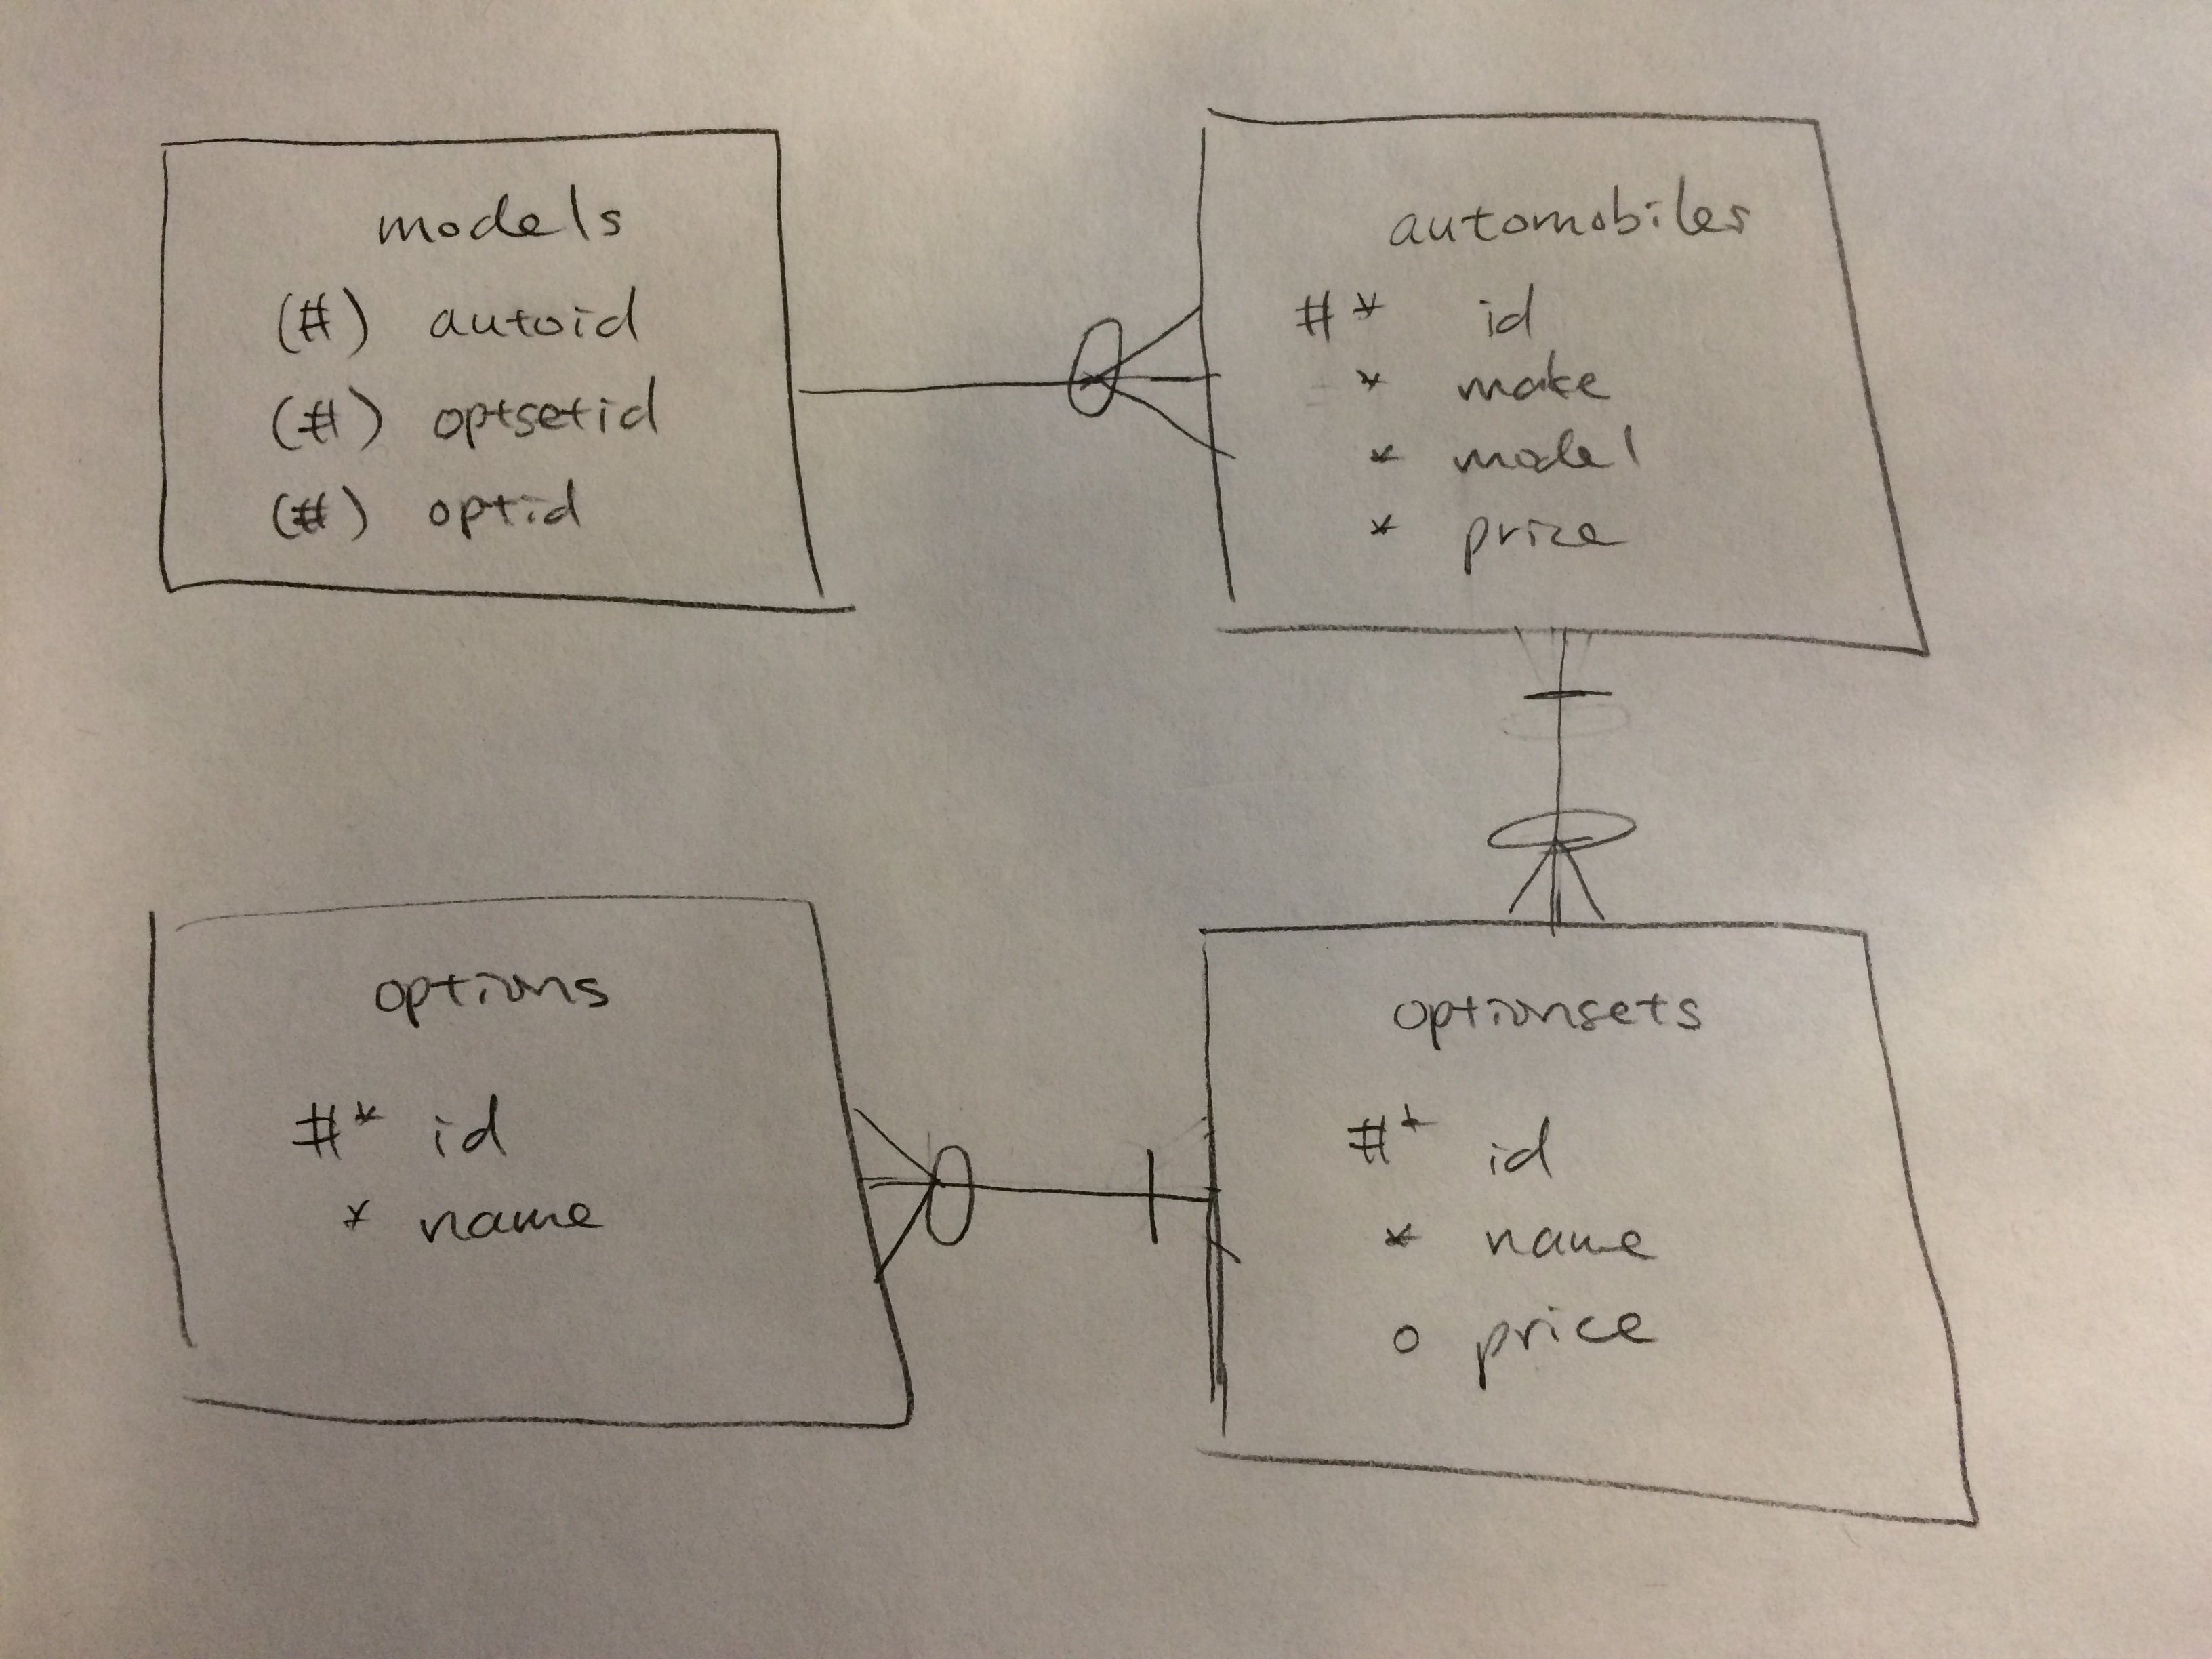 models
(#) autoid
(#) optsetid
(#) optid
automobiles
#* id
* make
* model
* price
options
#* id
* name
optionsets
#* id
* name
o price